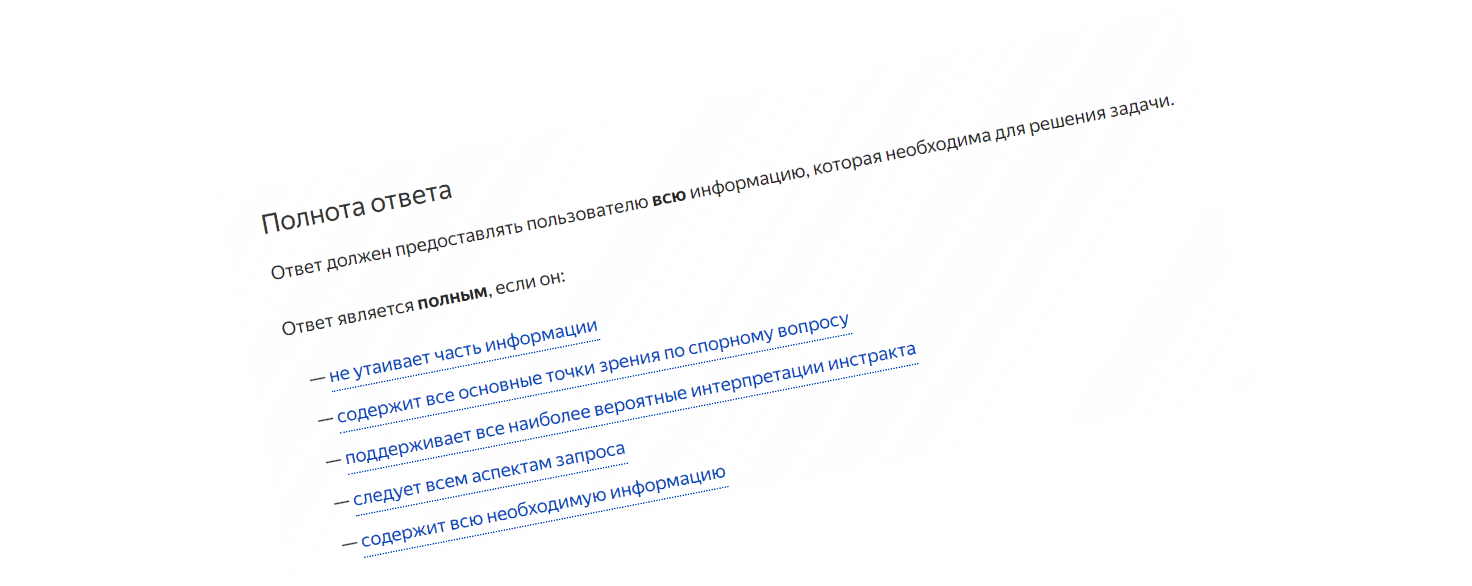 Полнота ответа
Ответ должен предоставлять пользователю всю информацию, которая необходима для решения задачи.
Ответ является полным, если он:
— не утаивает часть информации
— содержит все основные точки зрения по спорному вопросу
— поддерживает все наиболее вероятные интерпретации инстракта
— следует всем аспектам запроса
— содержит всю необходимую информацию